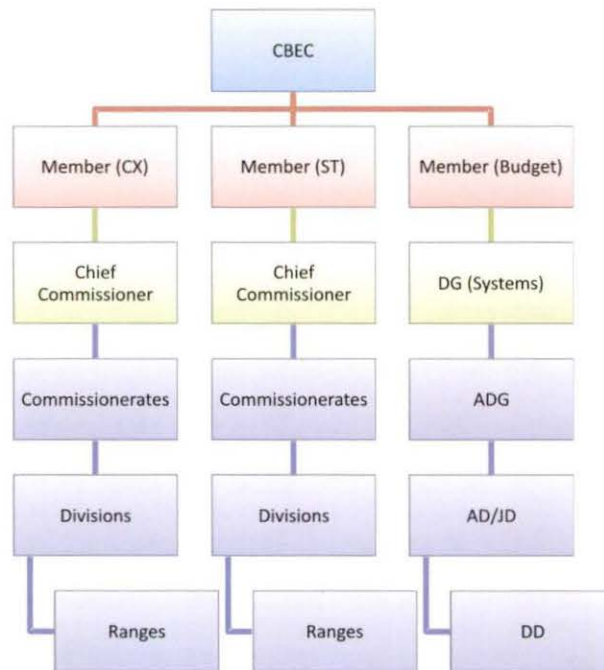 CBEC
Member (CX)
Member (ST)
Member (Budget)
Chief
Commissioner
Chief
Commissioner
DG (Systems)
Commissionerates
Commissionerates
ADG
Divisions
Divisions
AD/JD
Ranges
Ranges
DD